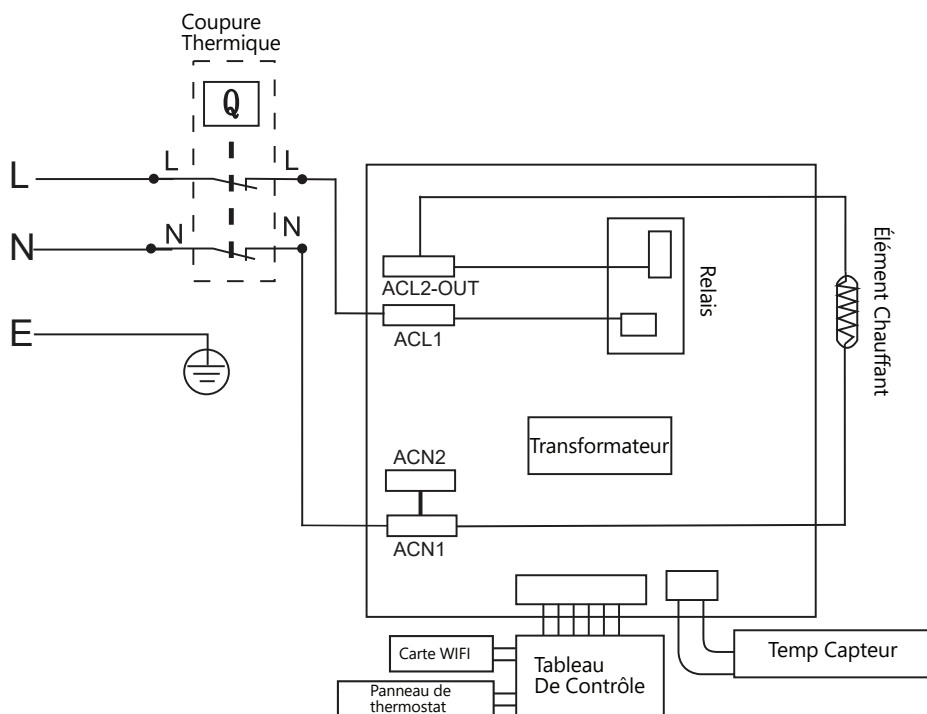 Coupure
Thermique
Q
L
L
L
N
N
N
E
ACL2-OUT
ACL1
Relais
Élément Chauffant
Transformateur
ACN2
ACN1
Carte WIFI
Tableau
De Contrôle
Temp Capteur
Panneau de
thermostat